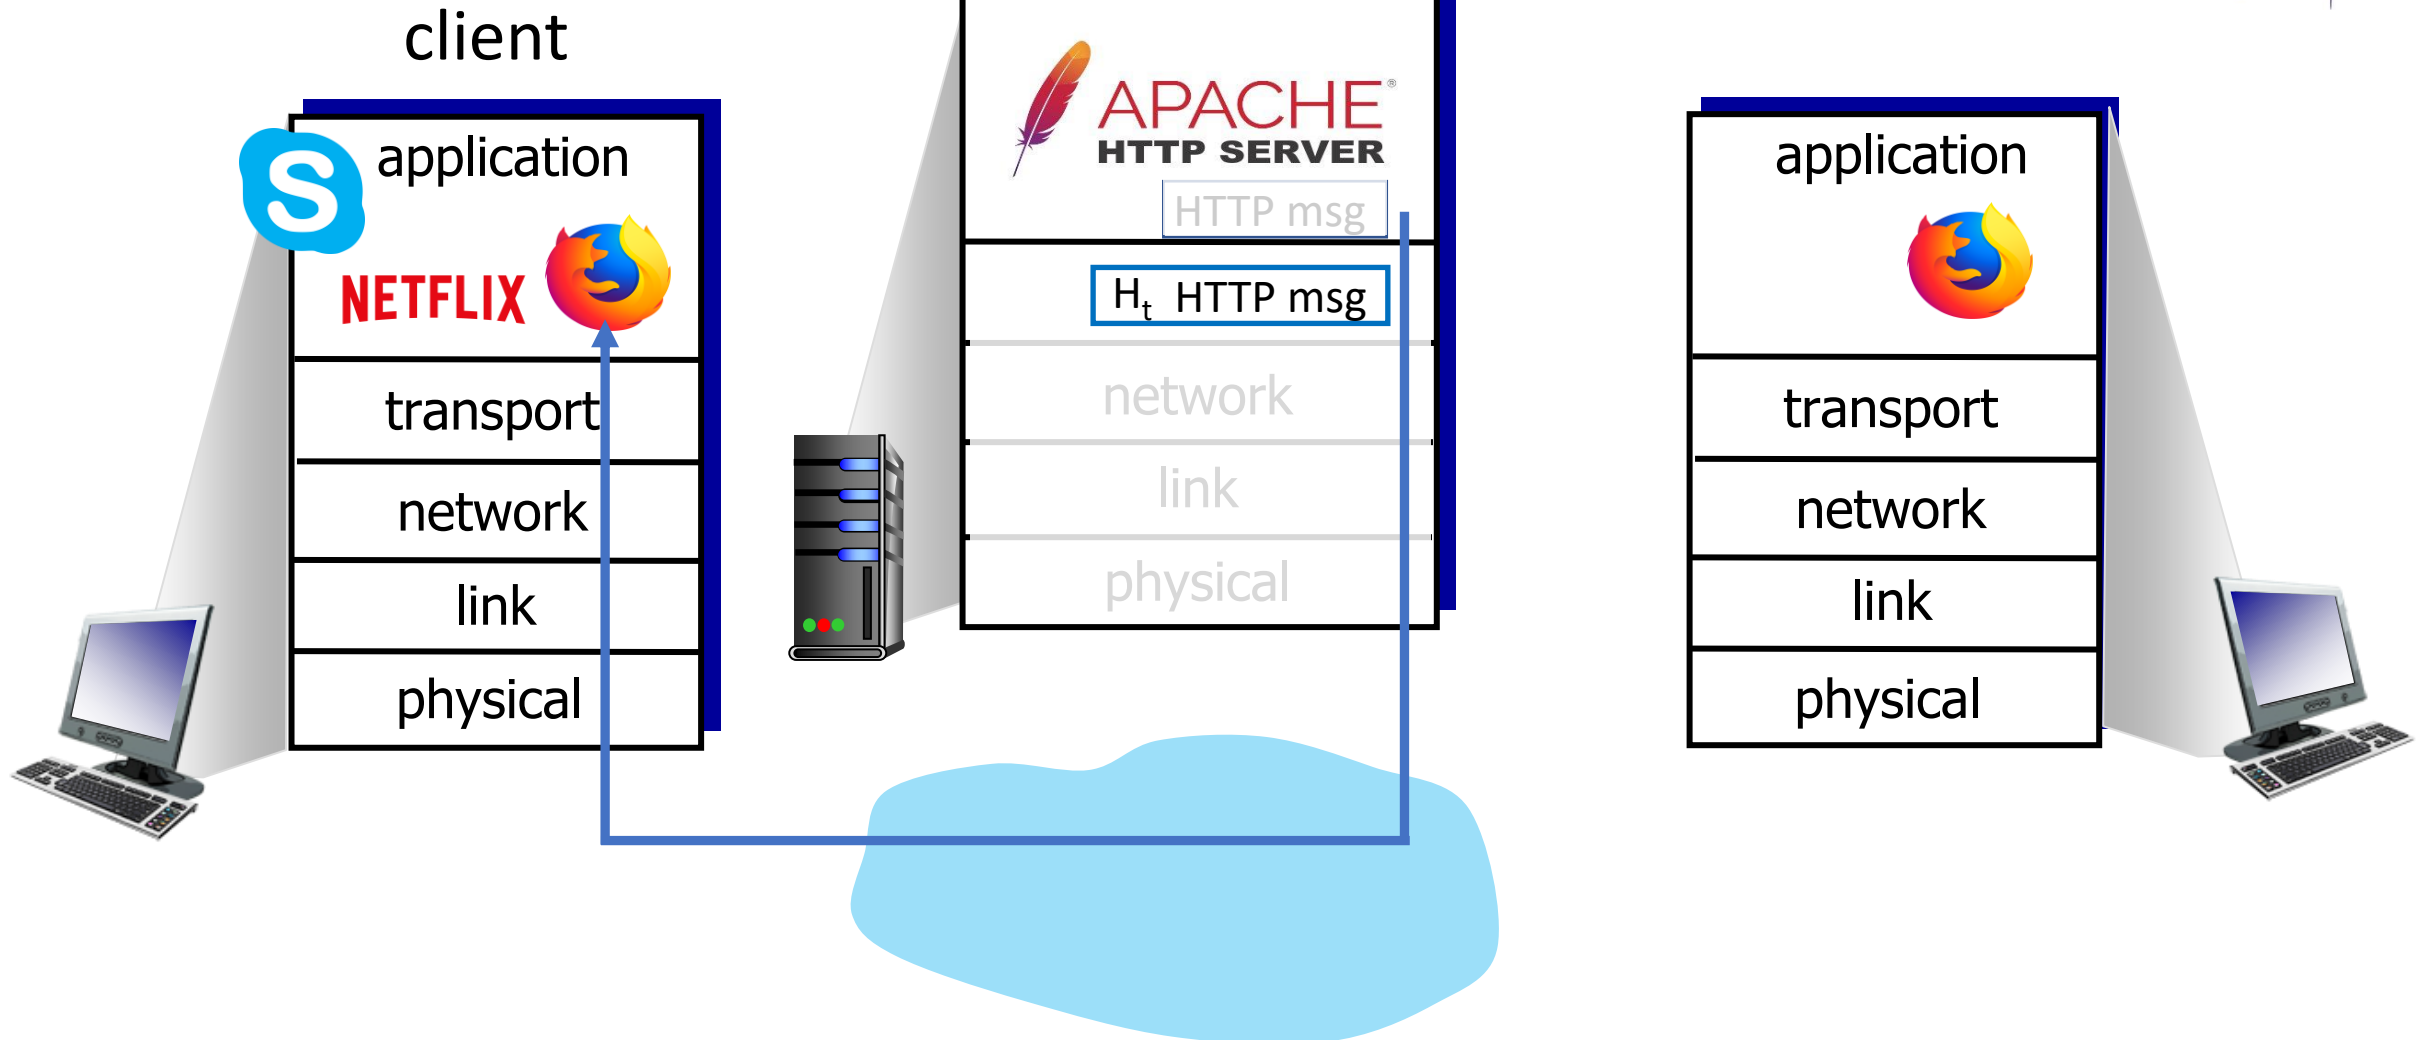 client
application
S
NETFLIX
transport
network
link
physical
APACHE®
HTTP SERVER
HTTP msg
Ht HTTP msg
network
link
physical
application
transport
network
link
physical